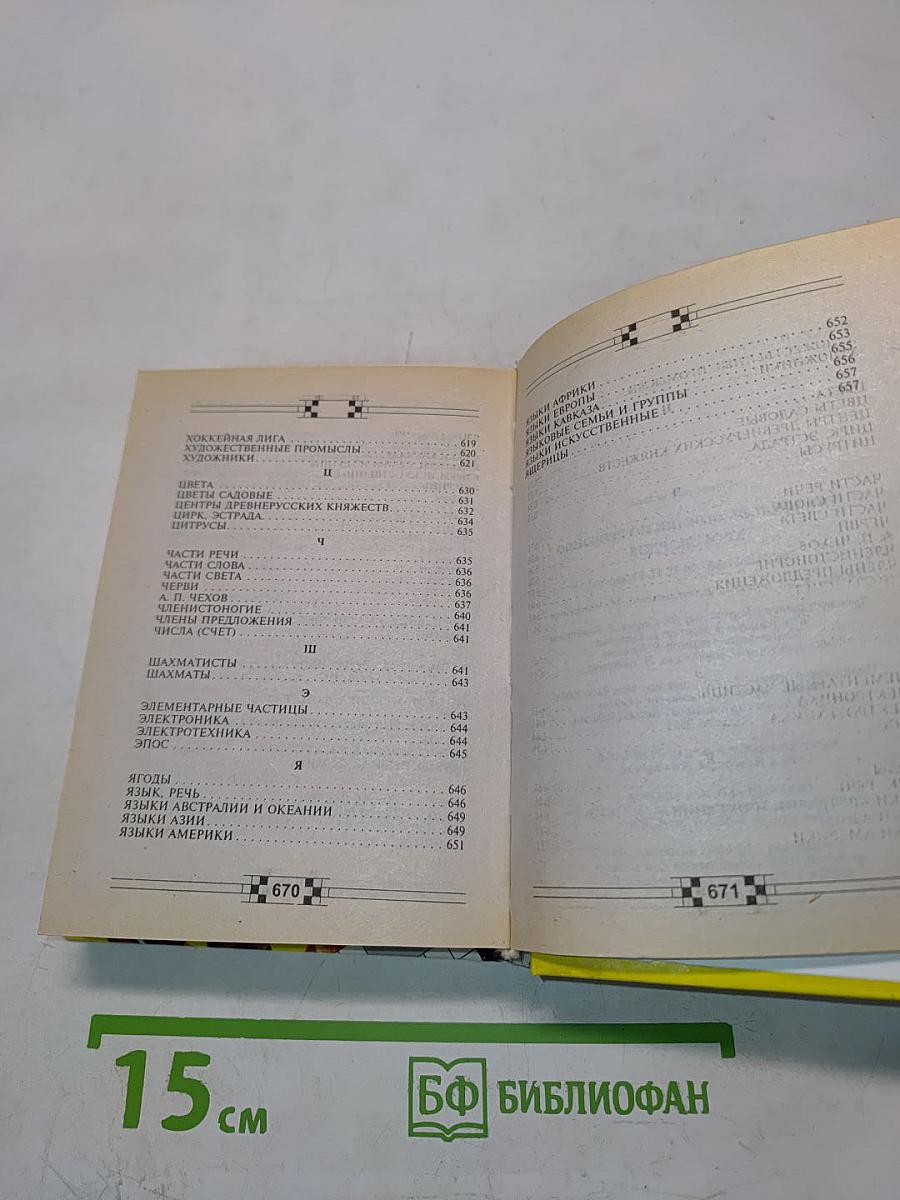 ХОККЕЙНАЯ ЛИГА 619
ХУДОЖЕСТВЕННЫЕ ПРОМЫСЛЫ 620
ХУДОЖНИКИ 621
Ц
ЦВЕТА 630
ЦВЕТЫ САДОВЫЕ 631
ЦЕНТРЫ ДРЕВНЕРУССКИХ КНЯЖЕСТВ 632
ЦИРК, ЭСТРАДА 634
ЦИТРУСЫ 635
Ч
ЧАСТИ РЕЧИ 635
ЧАСТИ СЛОВА 636
ЧАСТИ СВЕТА 636
ЧЕРВИ 636
А. П. ЧЕХОВ 637
ЧЛЕНИСТОНОГИЕ 640
ЧЛЕНЫ ПРЕДЛОЖЕНИЯ 641
ЧИСЛА (СЧЕТ) 641
Ш
ШАХМАТИСТЫ 641
ШАХМАТЫ 643
Э
ЭЛЕМЕНТАРНЫЕ ЧАСТИЦЫ 643
ЭЛЕКТРОНИКА 644
ЭЛЕКТРОТЕХНИКА 644
ЭПОС 645
Я
ЯГОДЫ 646
ЯЗЫК, РЕЧЬ 646
ЯЗЫКИ АВСТРАЛИИ И ОКЕАНИИ 649
ЯЗЫКИ АЗИИ 649
ЯЗЫКИ АМЕРИКИ 651
670
ЯЗЫКИ АФРИКИ 652
ЯЗЫКИ ЕВРОПЫ 653
ЯЗЫКИ КАВКАЗА 655
ЯЗЫКОВЫЕ СЕМЬИ И ГРУППЫ 656
ЯЗЫКИ ИСКУССТВЕННЫЕ 657
ЯЩЕРИЦЫ 657
671
15 см
БФ БИБЛИОФАН